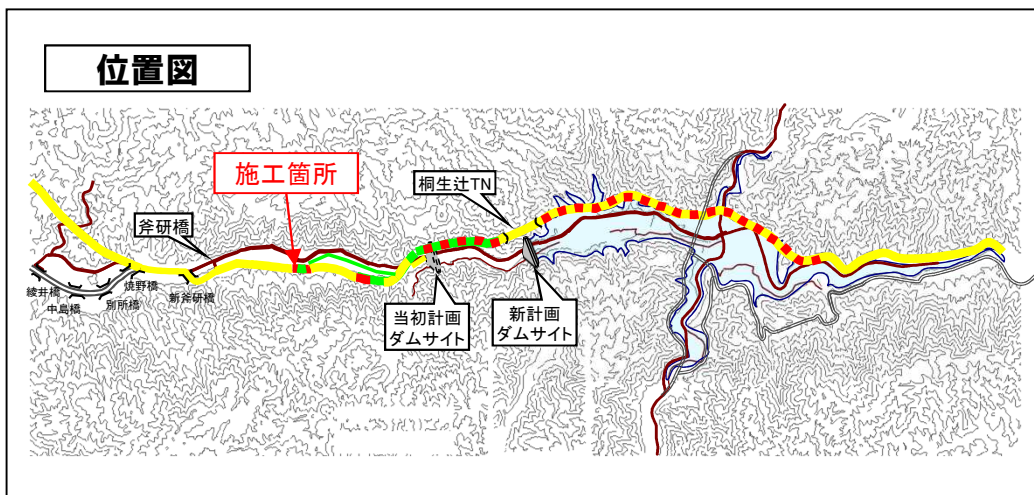 位置図
施工箇所
桐生辻TN
斧研橋
綾井橋
中島橋
別所橋
焼野橋
新斧研橋
当初計画
ダムサイト
新計画
ダムサイト